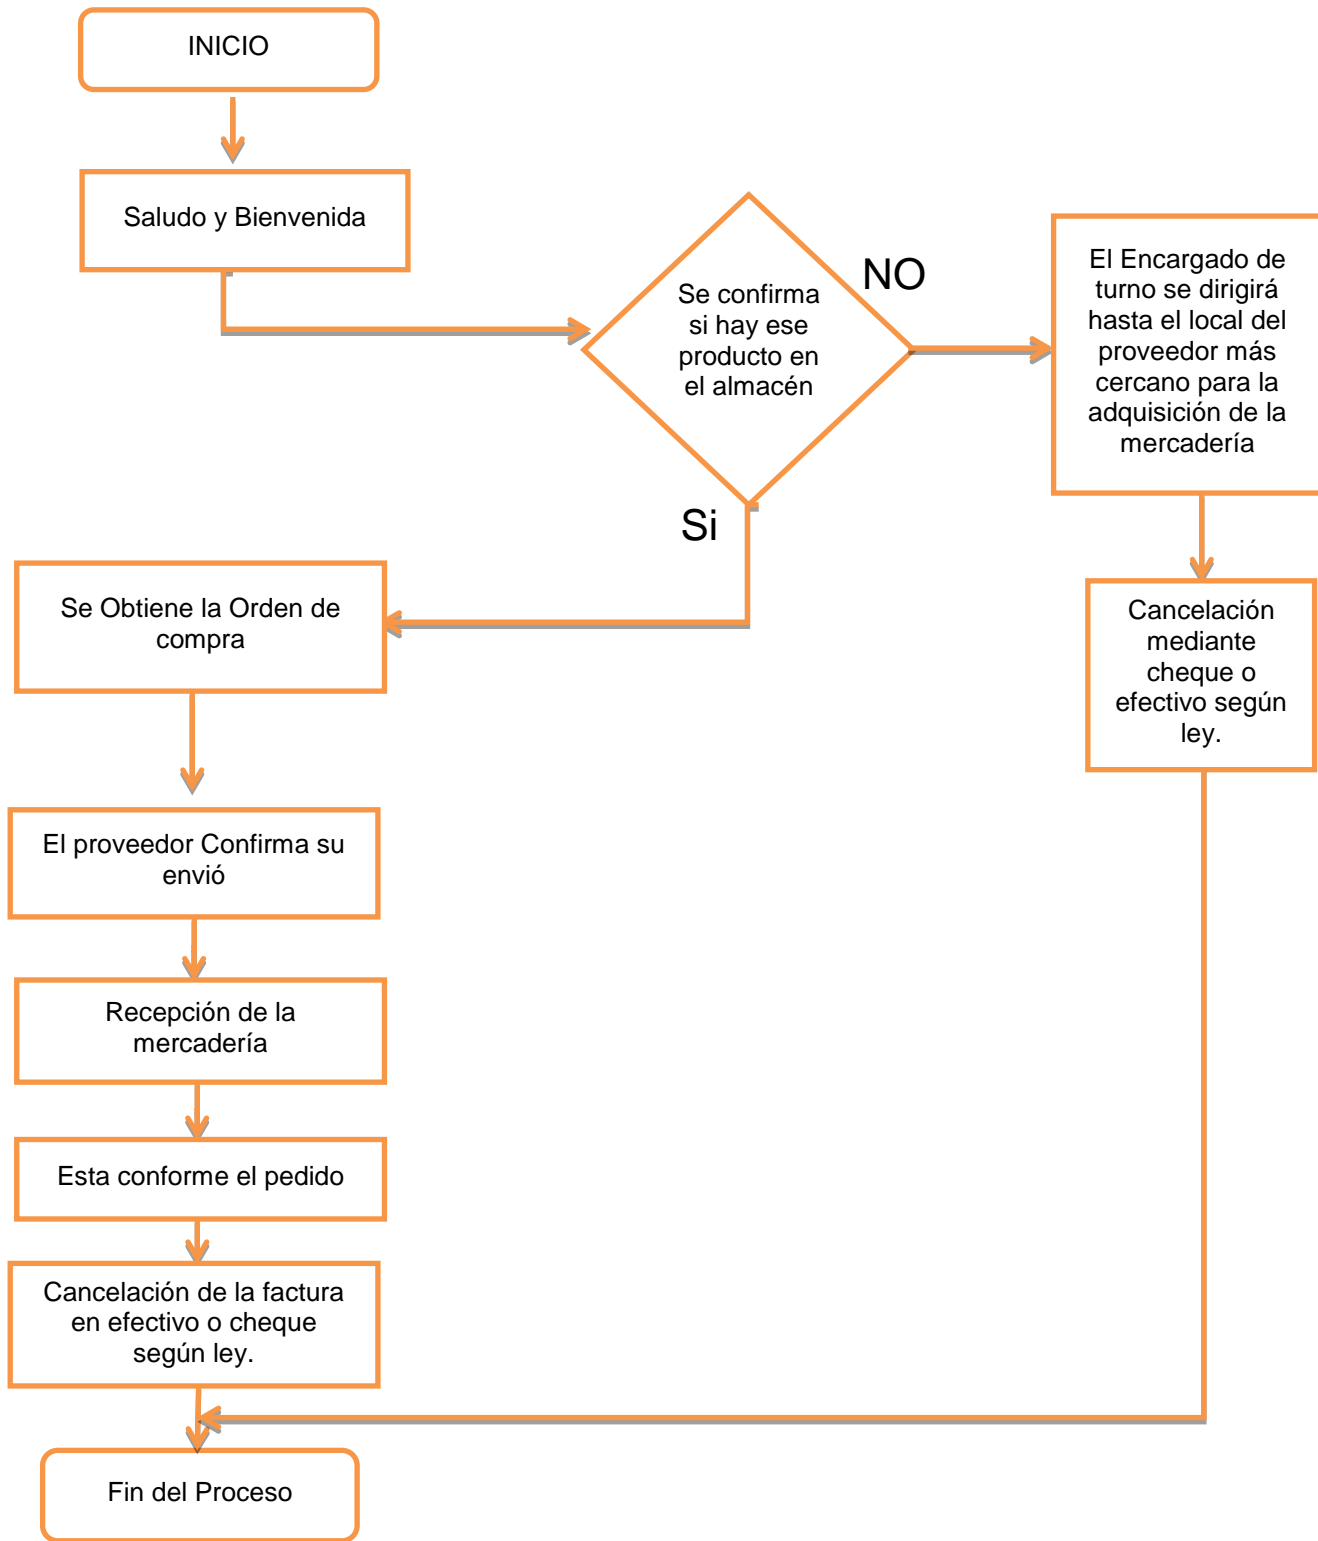 INICIO
Saludo y Bienvenida
Se confirma
si hay ese
producto en
el almacén
NO
El Encargado de
turno se dirigirá
hasta el local del
proveedor más
cercano para la
adquisición de la
mercadería
Si
Se Obtiene la Orden de
compra
Cancelación
mediante
cheque o
efectivo según
ley.
El proveedor Confirma su
envió
Recepción de la
mercadería
Esta conforme el pedido
Cancelación de la factura
en efectivo o cheque
según ley.
Fin del Proceso